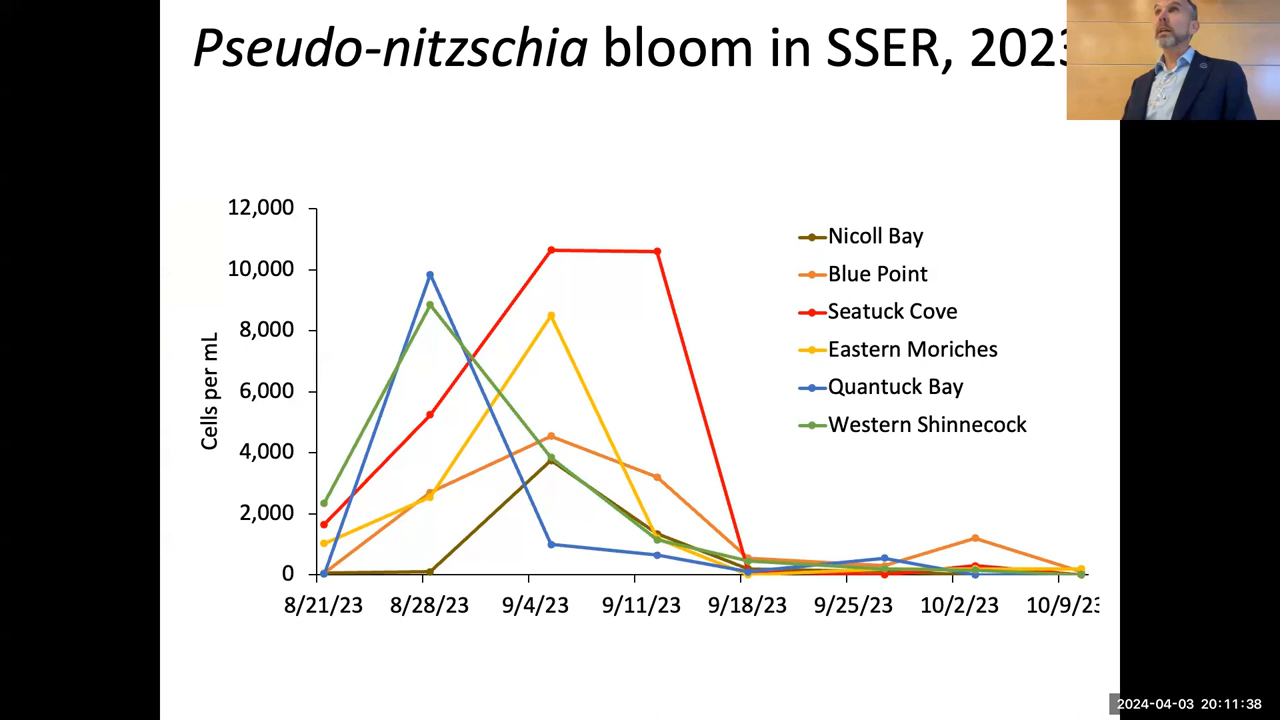 Pseudo-nitzschia bloom in SSER, 2023
12,000
10,000
8,000
6,000
4,000
2,000
0
Cells per mL
8/21/23 8/28/23 9/4/23 9/11/23 9/18/23 9/25/23 10/2/23 10/9/23
Nicoll Bay
Blue Point
Seatuck Cove
Eastern Moriches
Quantuck Bay
Western Shinnecock
2024-04-03 20:11:38